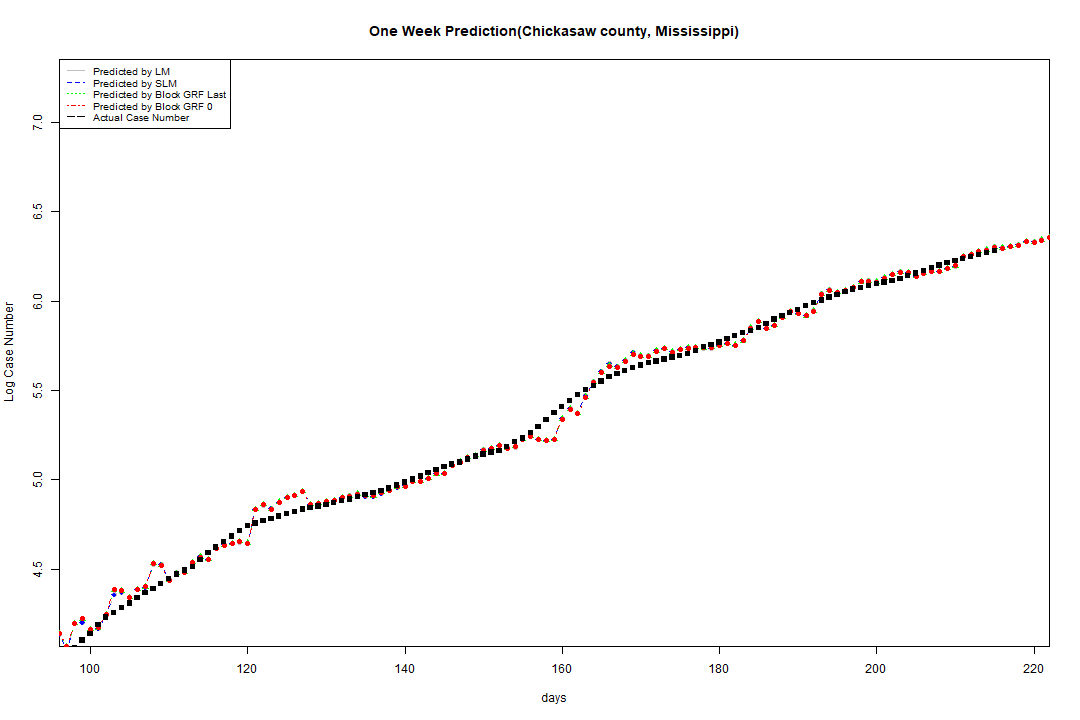 One Week Prediction(Chickasaw county, Mississippi)
Predicted by LM
Predicted by SLM
Predicted by Block GRF Last
Predicted by Block GRF 0
Actual Case Number
7.0
6.5
6.0
5.5
5.0
4.5
Log Case Number
100 120 140 160 180 200 220
days